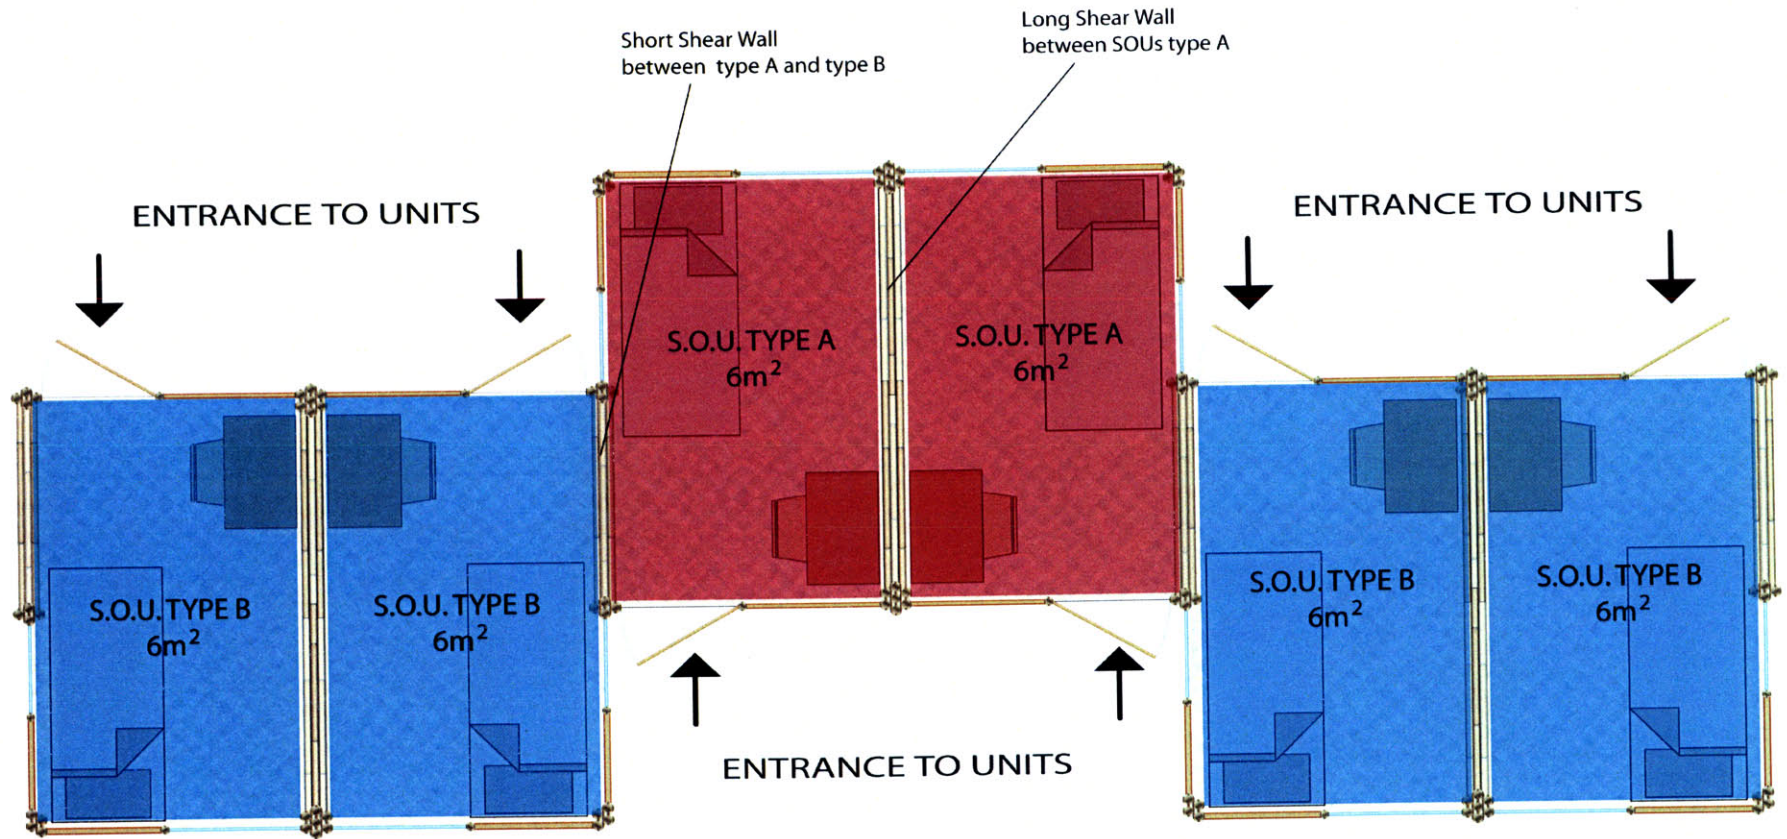 Short Shear Wall
between type A and type B
Long Shear Wall
between SOUs type A
ENTRANCE TO UNITS
ENTRANCE TO UNITS
S.O.U. TYPE A
6m²
S.O.U. TYPE A
6m²
S.O.U. TYPE B
6m²
S.O.U. TYPE B
6m²
S.O.U. TYPE B
6m²
S.O.U. TYPE B
6m²
ENTRANCE TO UNITS